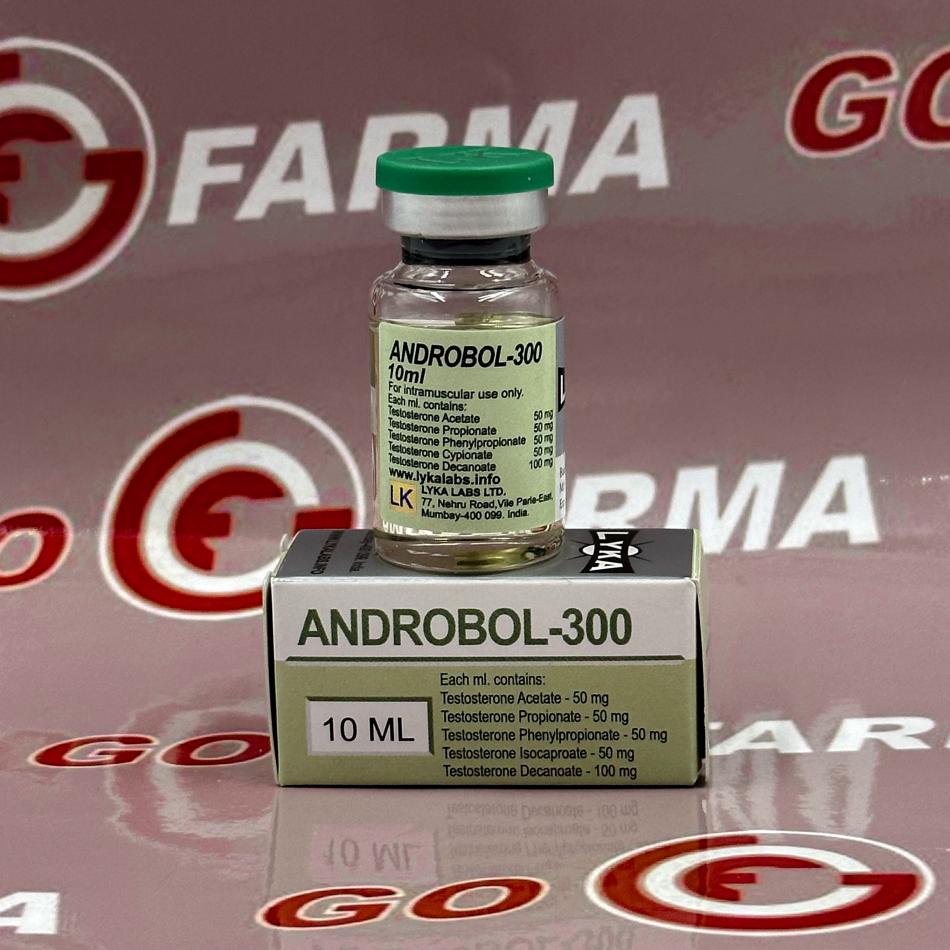 FARMA
GO
ANDROBOL-300
10ml
For intramuscular use only.
Each ml. contains:
Testosterone Acetate 50 mg
Testosterone Propionate 50 mg
Testosterone Phenylpropionate 50 mg
Testosterone Cypionate 50 mg
Testosterone Decanoate 100 mg
www.lykalabs.info
LK
LYKA LABS LTD.
77, Nehru Road,Vile Parle-East,
Mumbay-400 099. India.
GO
LYKA
ANDROBOL-300
Each ml. contains:
Testosterone Acetate - 50 mg
Testosterone Propionate - 50 mg
Testosterone Phenylpropionate - 50 mg
Testosterone Isocaproate - 50 mg
Testosterone Decanoate - 100 mg
10 ML
GO
GO